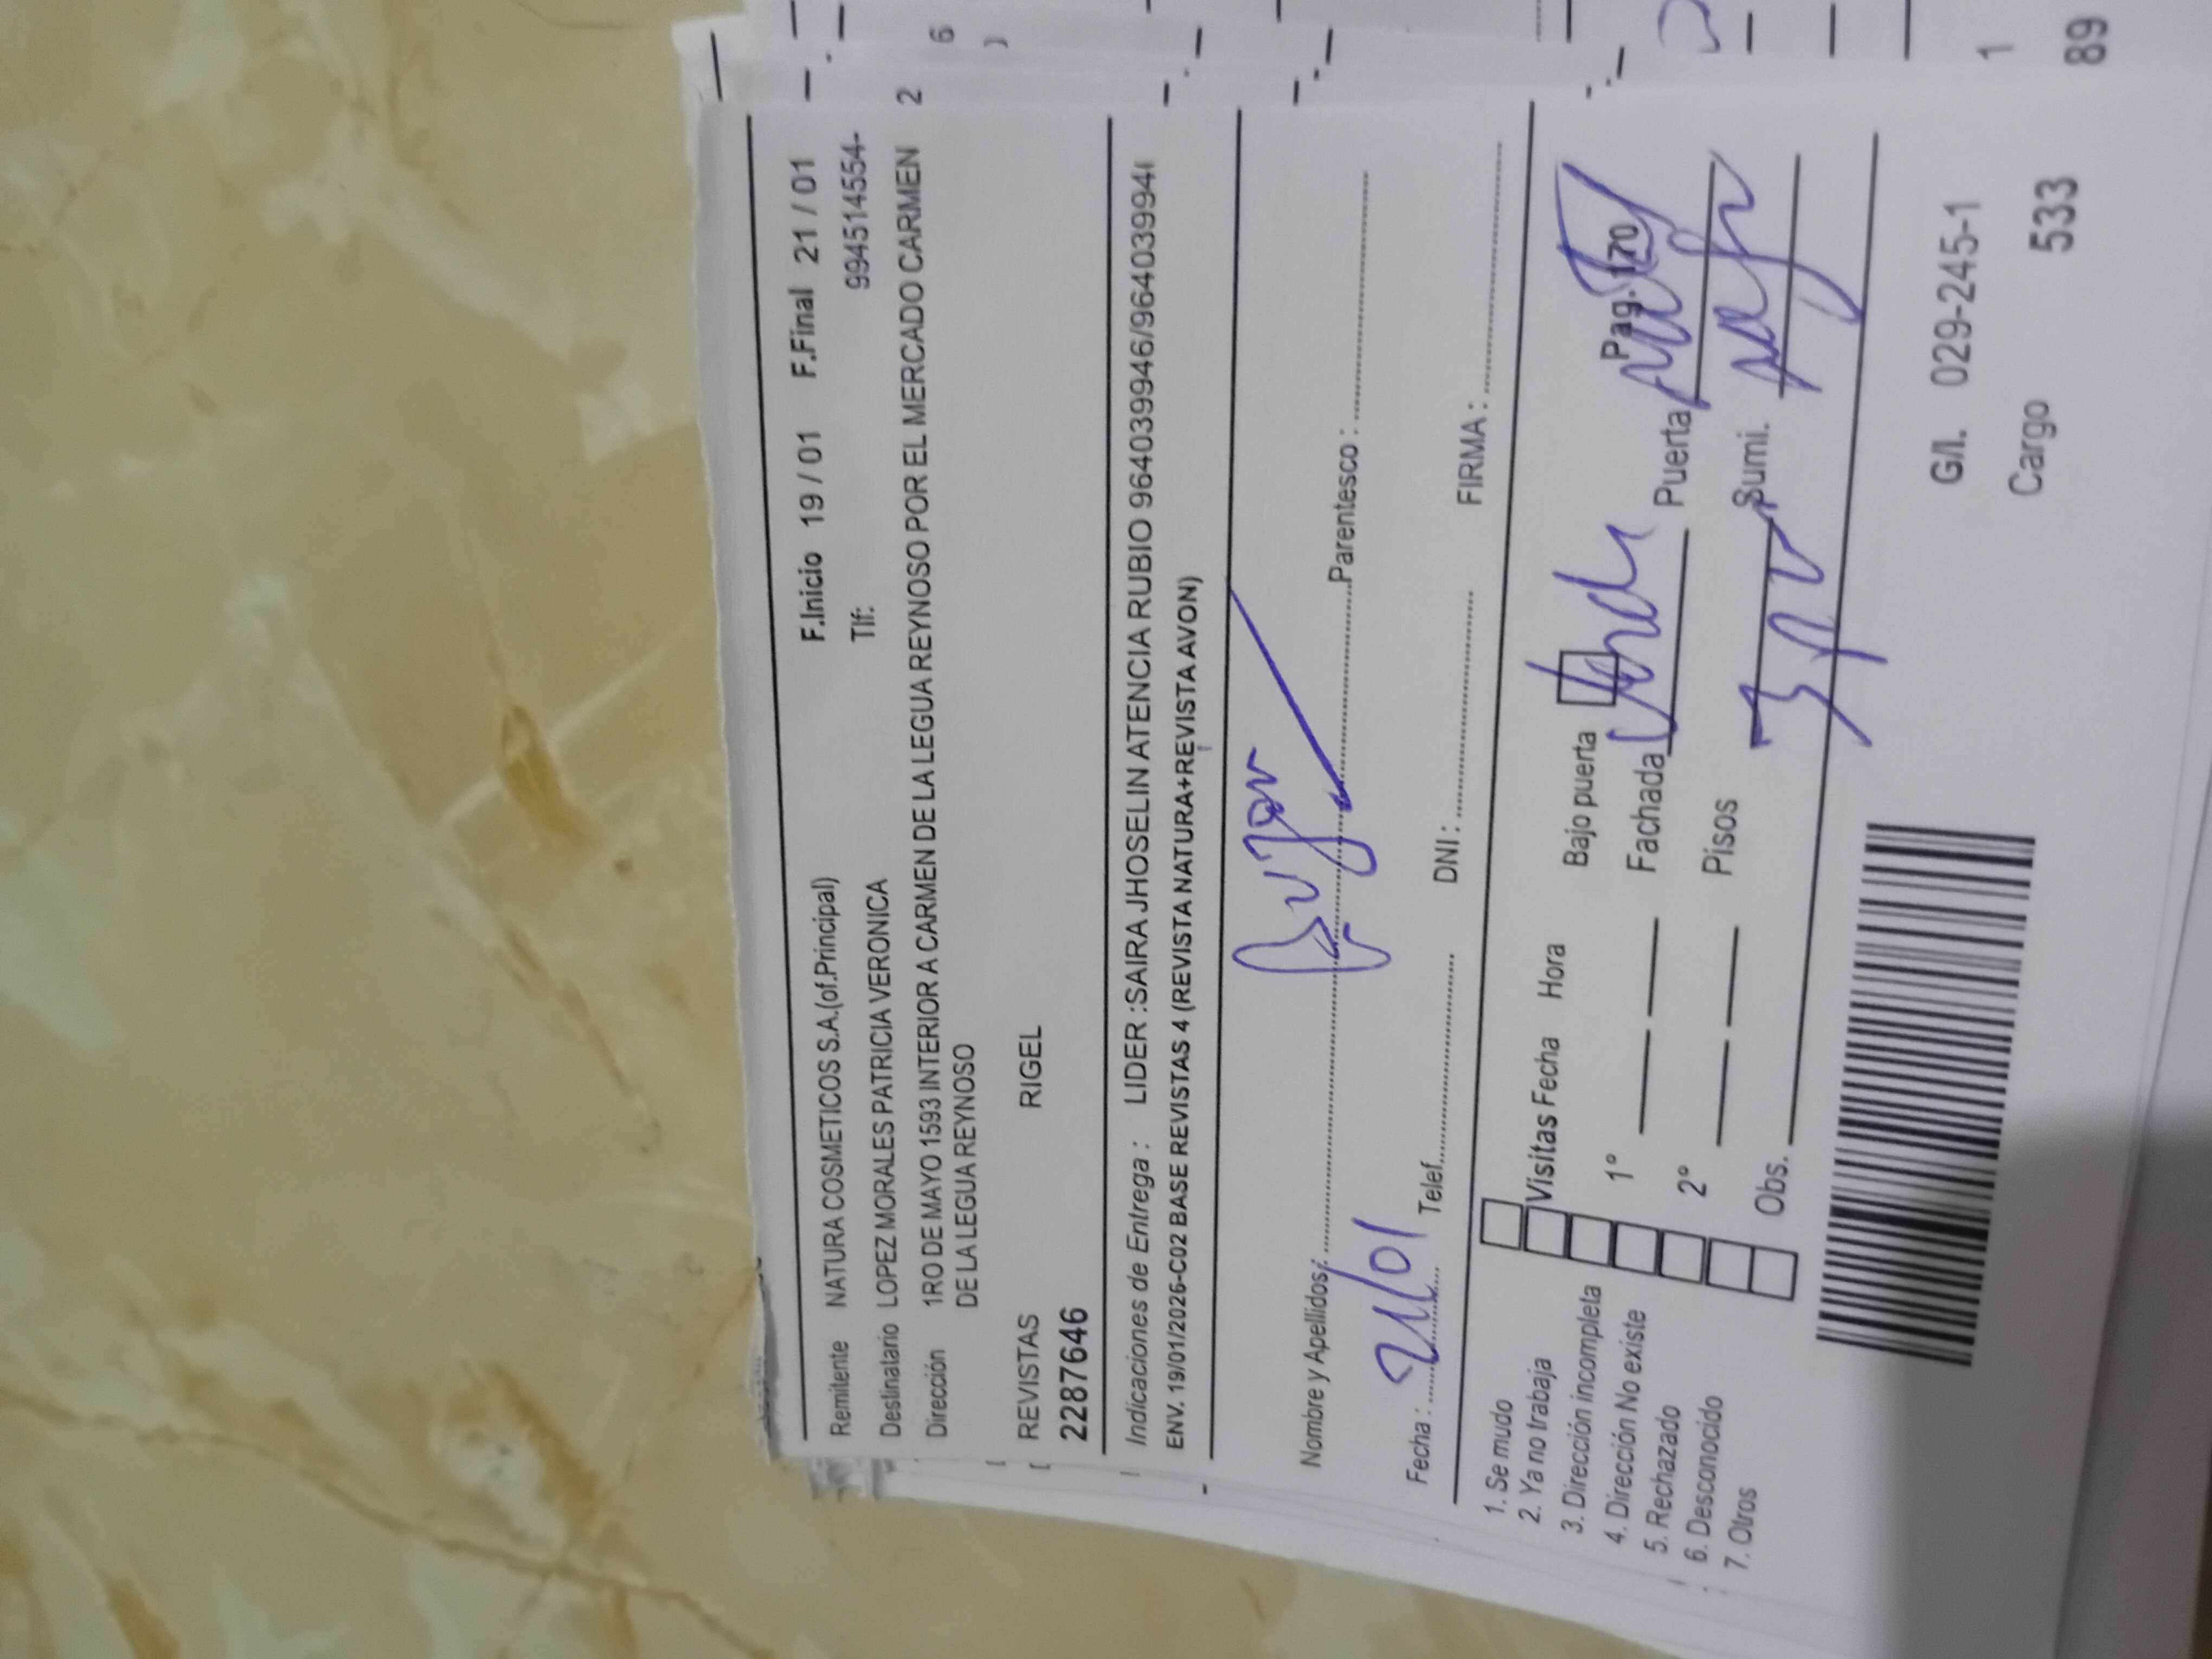 F.Inicio 19 / 01 F.Final 21 / 01
Remitente NATURA COSMETICOS S.A.(of.Principal) Tlf: 994514554-
Destinatario LOPEZ MORALES PATRICIA VERONICA
Dirección 1RO DE MAYO 1593 INTERIOR A CARMEN DE LA LEGUA REYNOSO POR EL MERCADO CARMEN
DE LA LEGUA REYNOSO
REVISTAS RIGEL
2287646
Indicaciones de Entrega : LIDER :SAIRA JHOSELIN ATENCIA RUBIO 964039946/964039946
ENV. 19/01/2026-C02 BASE REVISTAS 4 (REVISTA NATURA+REVISTA AVON)
Nombre y Apellidos: Parentesco :
Fecha : 21/01 Telef. DNI : FIRMA :
1. Se mudo
2. Ya no trabaja Visitas Fecha Hora Bajo puerta Pag. 170
3. Dirección incompleta 1° Fachada Puerta
4. Dirección No existe
5. Rechazado 2° Pisos Sumi.
6. Desconocido
7. Otros Obs.
G/I. 029-245-1 1
Cargo 533 89